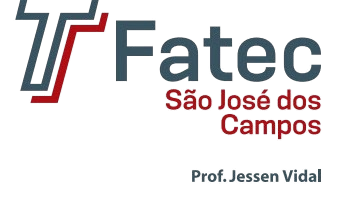 Fatec
São José dos
Campos
Prof. Jessen Vidal